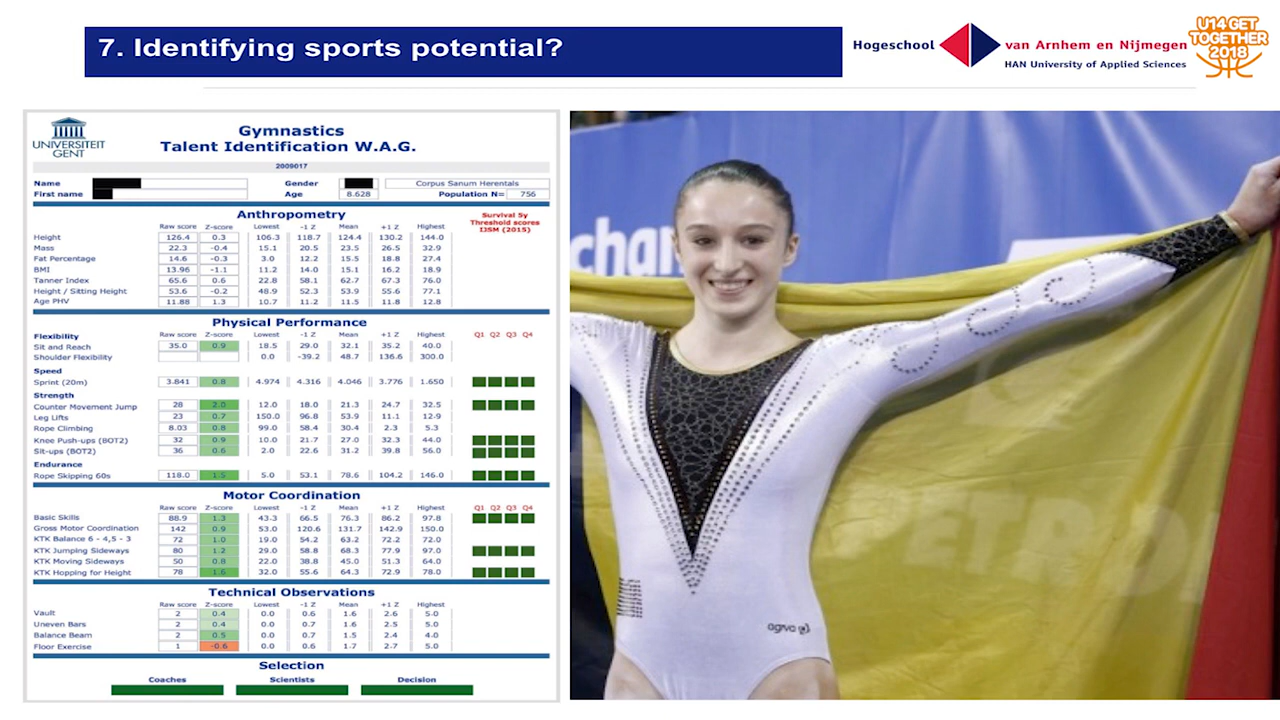 7. Identifying sports potential?
Hogeschool van Arnhem en Nijmegen
HAN University of Applied Sciences
U14 GET
TOGETHER
2018
UNIVERSITEIT
GENT
Gymnastics
Talent Identification W.A.G.
2009017
Name Gender Corpus Sanum Herentals
First name Age 8.628 Population N= 756
Anthropometry
Survival Sy
Threshold scores
IJSM (2015)
Raw score Z-score Lowest -1 Z Mean +1 Z Highest
Height 126.4 0.3 106.3 118.7 124.4 130.2 144.0
Mass 22.3 -0.4 15.1 20.5 23.5 26.5 32.9
Fat Percentage 14.6 -0.3 3.0 12.2 15.5 18.8 27.4
BMI 13.96 -1.1 11.2 14.0 15.1 16.2 18.9
Tanner Index 65.6 0.6 22.8 58.1 62.7 67.3 76.0
Height / Sitting Height 53.6 -0.2 48.9 52.3 53.9 55.6 77.1
Age PHV 11.88 1.3 10.7 11.2 11.5 11.8 12.8
Physical Performance
Raw score Z-score Lowest -1 Z Mean +1 Z Highest Q1 Q2 Q3 Q4
Flexibility
Sit and Reach 35.0 0.9 18.5 29.0 32.1 35.2 40.0
Shoulder Flexibility 0.0 -39.2 48.7 136.6 300.0
Speed
Sprint (20m) 3.841 0.8 4.974 4.316 4.046 3.776 1.650
Strength
Counter Movement Jump 28 2.0 12.5 18.0 21.3 24.7 32.5
Leg Lifts 23 0.7 150.0 96.8 53.9 11.1 12.9
Rope Climbing 8.03 0.8 99.0 58.4 30.4 2.3 5.3
Knee Push-ups (BOT2) 32 0.9 10.0 21.7 27.0 32.3 44.0
Sit-ups (BOT2) 36 0.6 2.0 22.6 31.2 39.8 56.0
Endurance
Rope Skipping 60s 118.0 1.5 5.0 53.1 78.6 104.2 146.0
Motor Coordination
Raw score Z-score Lowest -1 Z Mean +1 Z Highest Q1 Q2 Q3 Q4
Basic Skills 88.9 1.3 43.3 66.5 76.3 86.2 97.8
Gross Motor Coordination 142 0.9 53.0 120.6 131.7 142.9 150.0
KTK Balance 6 - 4,5 - 3 72 1.0 19.0 54.2 63.2 72.2 72.0
KTK Jumping Sideways 80 1.2 29.0 58.8 68.3 77.9 97.0
KTK Moving Sideways 50 0.8 22.0 38.8 45.0 51.3 64.0
KTK Hopping for Height 78 1.6 32.0 55.6 64.3 72.9 78.0
Technical Observations
Raw score Z-score Lowest -1 Z Mean +1 Z Highest
Vault 2 0.4 0.0 0.6 1.6 2.6 5.0
Uneven Bars 2 0.4 0.0 0.7 1.6 2.5 5.0
Balance Beam 2 0.5 0.0 0.7 1.5 2.4 4.0
Floor Exercise 1 -0.6 0.0 0.6 1.7 2.7 5.0
Selection
Coaches Scientists Decision
chan
PETRO
agiva